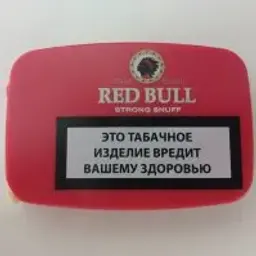 RED BULL
STRONG SNUFF
ЭТО ТАБАЧНОЕ
ИЗДЕЛИЕ ВРЕДИТ
ВАШЕМУ ЗДОРОВЬЮ